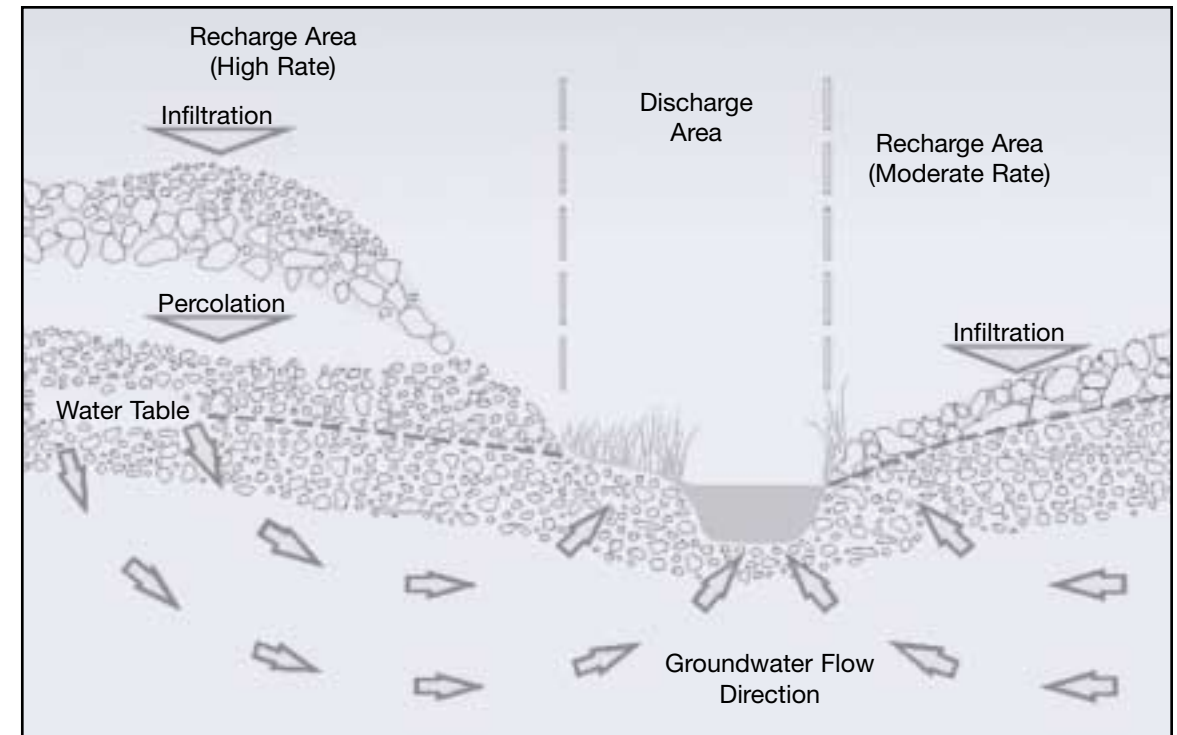 Recharge Area
(High Rate)
Infiltration
Discharge
Area
Recharge Area
(Moderate Rate)
Percolation
Infiltration
Water Table
Groundwater Flow
Direction